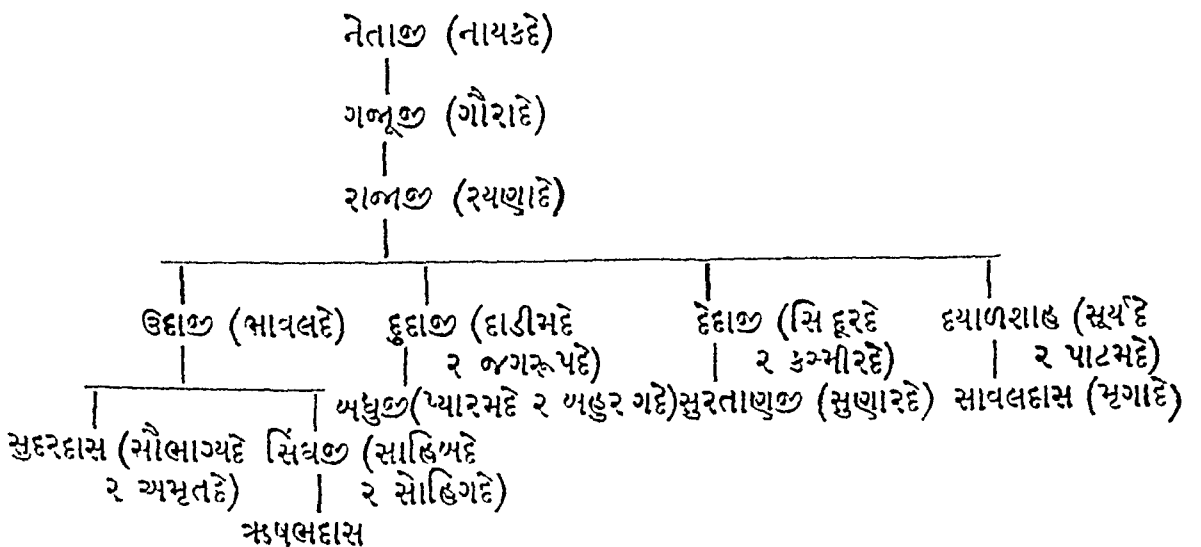 નેતાજી (નાયકદે)
ગજૂજી (ગૌરાદે)
રાજાજી (રયણાદે)
ઉદાજી (ભાવલદે) દુદાજી (દાડીમદે દેદાજી (સિ દૂરદે દયાળશાહ (સૂર્યદે
૨ જગરૂપદે) ૨ કશ્મીરદે) ૨ પાટમદે)
બધુજી (પ્યારમદે ૨ બહુર ગદે) સુરતાણજી (સુણારદે) સાવલદાસ (મૃગાદે)
સુદરદાસ (સૌભાગ્યદે સિંઘજી (સાહિબદે
૨ અમૃતદે) ૨ સોહિગદે)
ઋષભદાસ